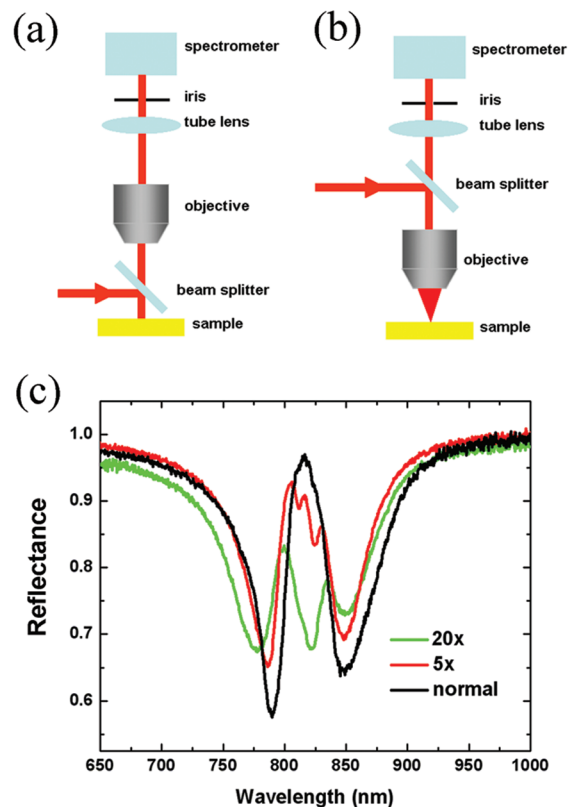 (a)
spectrometer
iris
tube lens
objective
beam splitter
sample
(b)
spectrometer
iris
tube lens
beam splitter
objective
sample
(c)
1.0
0.9
0.8
0.7
0.6
Reflectance
20x
5x
normal
650 700 750 800 850 900 950 1000
Wavelength (nm)